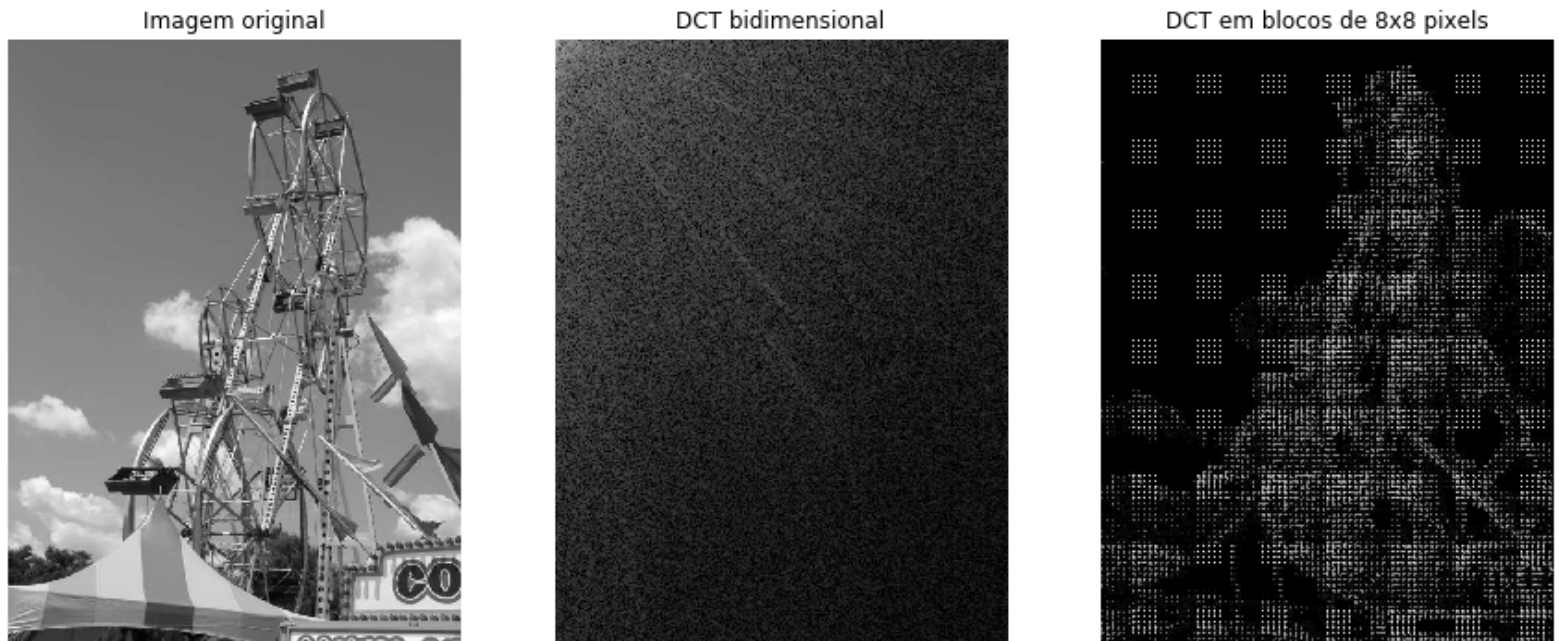 Imagem original
DCT bidimensional
DCT em blocos de 8x8 pixels
CO